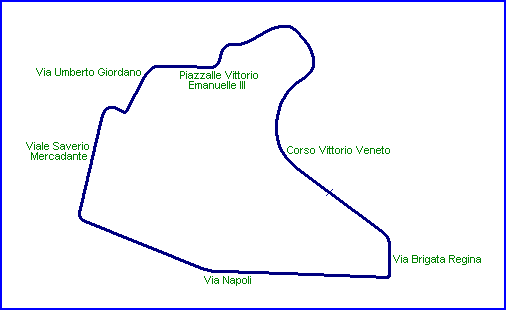 Via Umberto Giordano
Piazzalle Vittorio
Emanuelle III
Viale Saverio
Mercadante
Corso Vittorio Veneto
Via Brigata Regina
Via Napoli